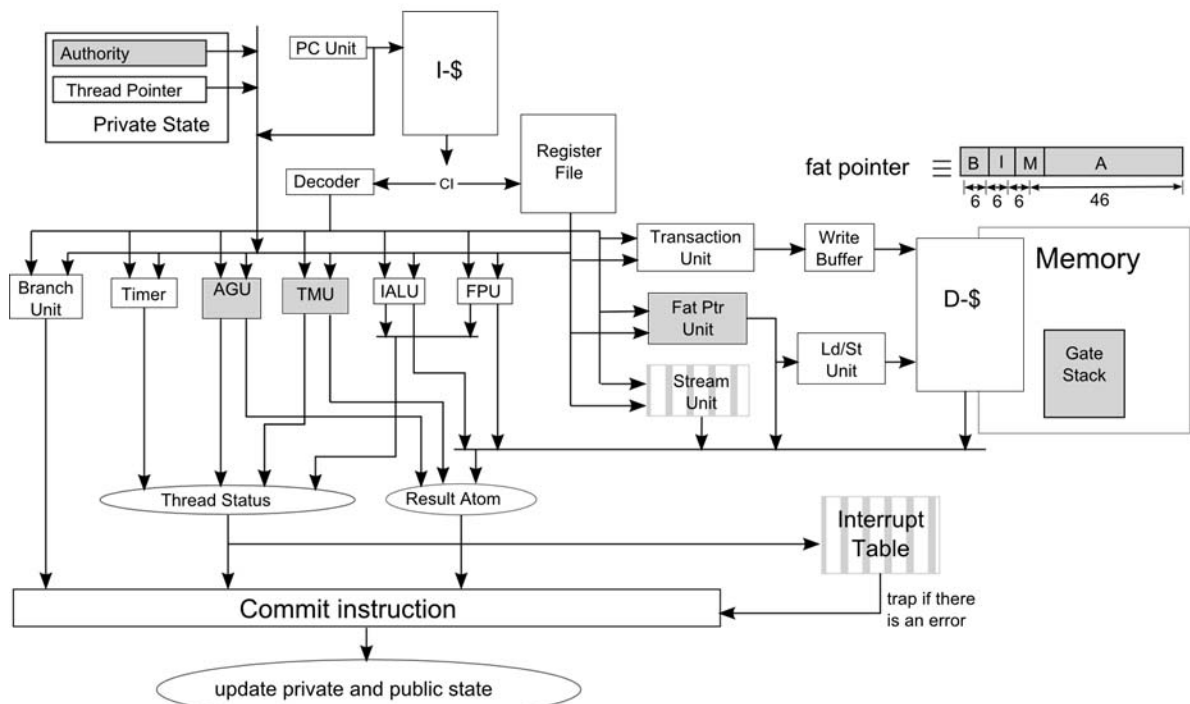 Authority
Thread Pointer
Private State
PC Unit
I-$
Register
File
Decoder
CI
fat pointer ≡
B I M A
6 6 6 46
Branch
Unit
Timer
AGU
TMU
IALU
FPU
Transaction
Unit
Write
Buffer
Fat Ptr
Unit
Ld/St
Unit
Stream
Unit
D-$
Memory
Gate
Stack
Thread Status
Result Atom
Interrupt
Table
trap if there
is an error
Commit instruction
update private and public state